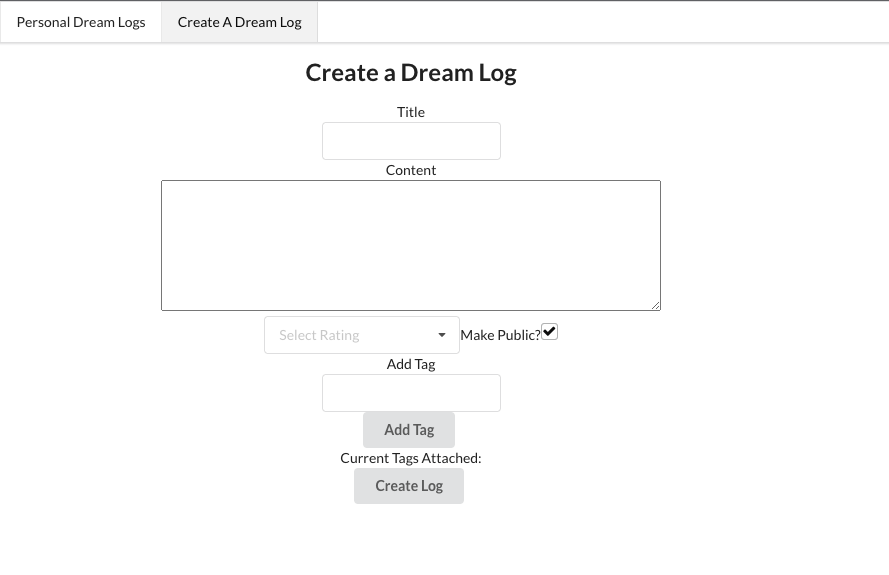 Personal Dream Logs Create A Dream Log
Create a Dream Log
Title
Content
Select Rating Make Public?
Add Tag
Add Tag
Current Tags Attached:
Create Log